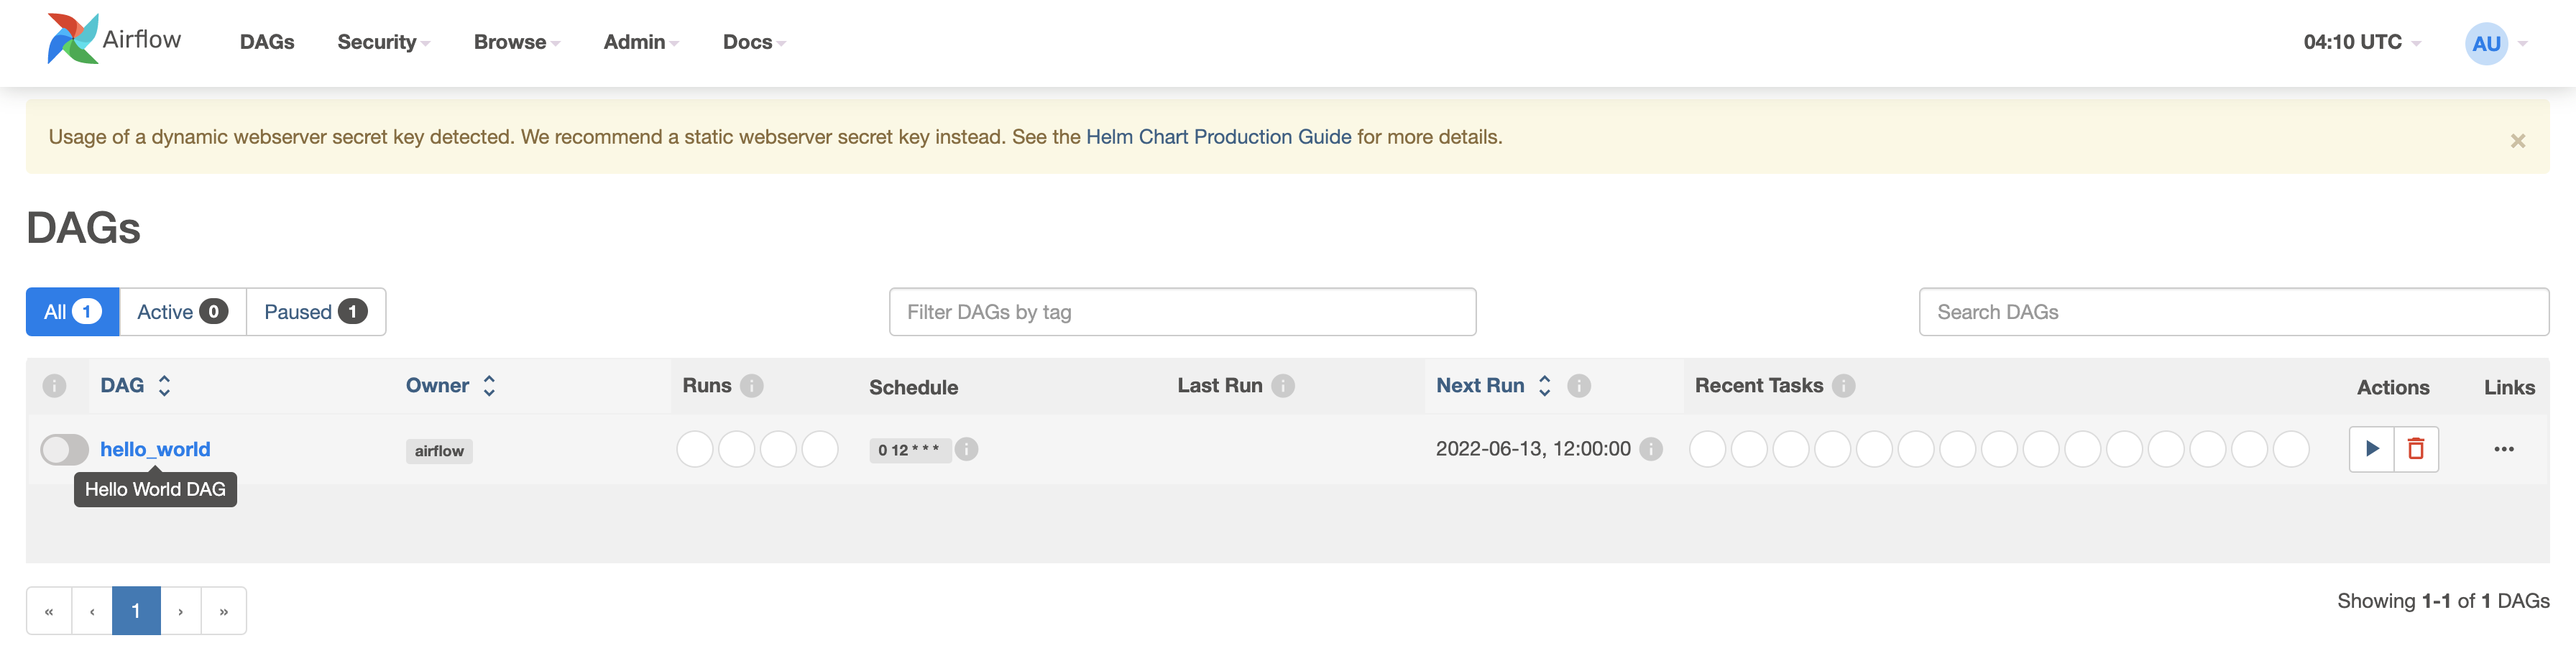 Airflow DAGs Security Browse Admin Docs 04:10 UTC AU
Usage of a dynamic webserver secret key detected. We recommend a static webserver secret key instead. See the Helm Chart Production Guide for more details. ×
DAGs
All 1 Active 0 Paused 1 Filter DAGs by tag Search DAGs
i DAG Owner Runs i Schedule Last Run i Next Run i Recent Tasks i Actions Links
hello_world airflow 0 12 * * * i 2022-06-13, 12:00:00 i ...
Hello World DAG
« ‹ 1 › » Showing 1-1 of 1 DAGs